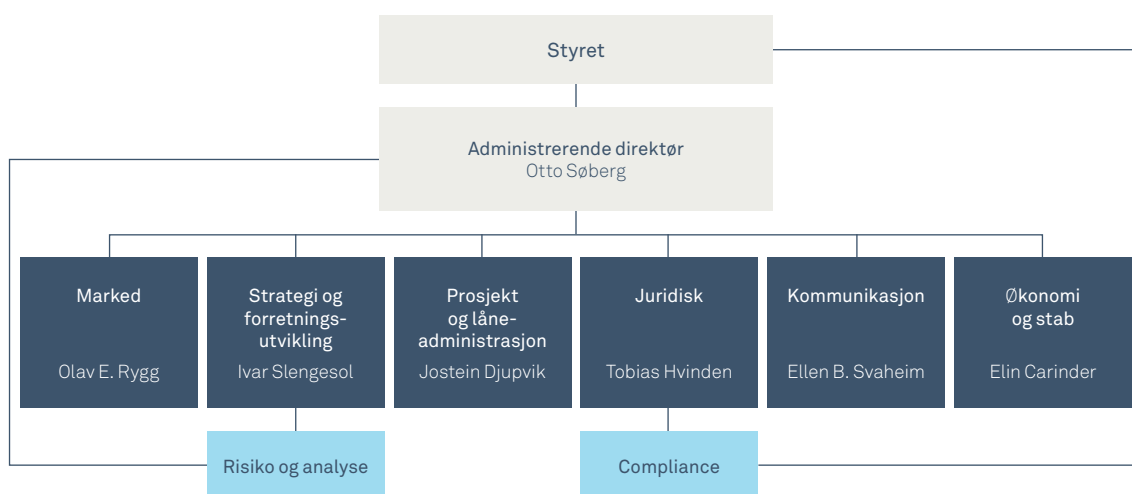 Styret
Administrerende direktør
Otto Søberg
Marked
Olav E. Rygg
Strategi og
forretnings-
utvikling
Ivar Slengesol
Prosjekt
og låne-
administrasjon
Jostein Djupvik
Juridisk
Tobias Hvinden
Kommunikasjon
Ellen B. Svaheim
Økonomi
og stab
Elin Carinder
Risiko og analyse
Compliance